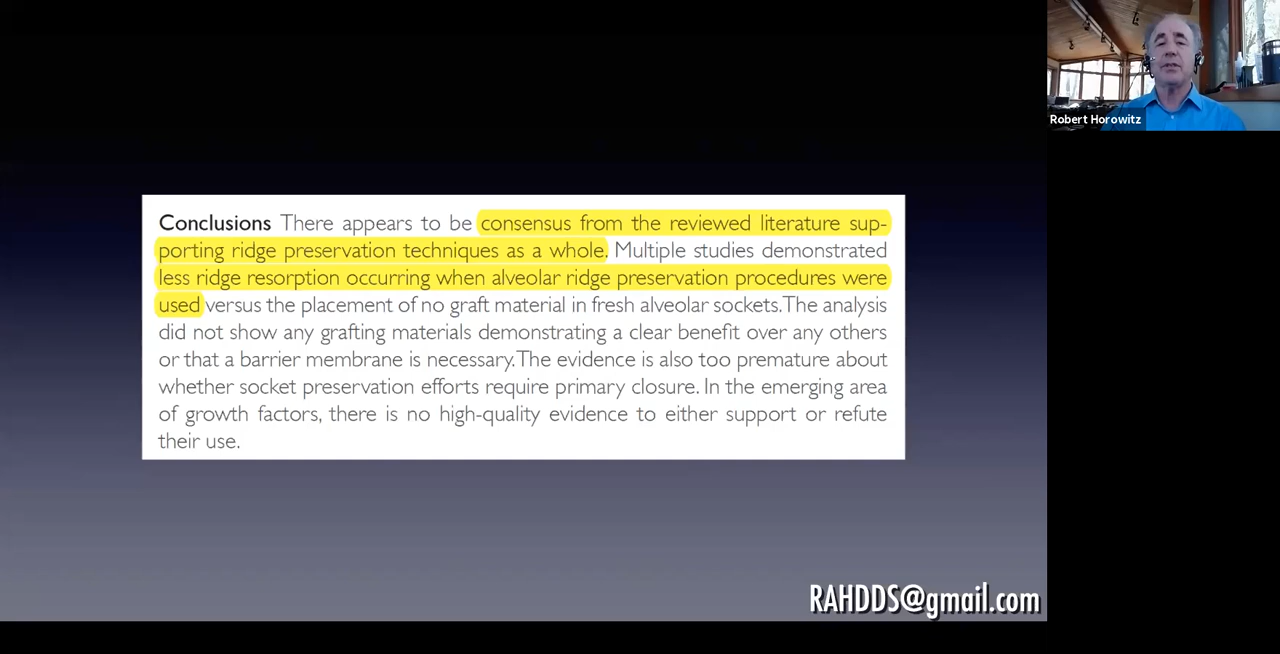 Robert Horowitz
Conclusions There appears to be consensus from the reviewed literature sup-
porting ridge preservation techniques as a whole. Multiple studies demonstrated
less ridge resorption occurring when alveolar ridge preservation procedures were
used versus the placement of no graft material in fresh alveolar sockets. The analysis
did not show any grafting materials demonstrating a clear benefit over any others
or that a barrier membrane is necessary. The evidence is also too premature about
whether socket preservation efforts require primary closure. In the emerging area
of growth factors, there is no high-quality evidence to either support or refute
their use.
RAHDDS@gmail.com